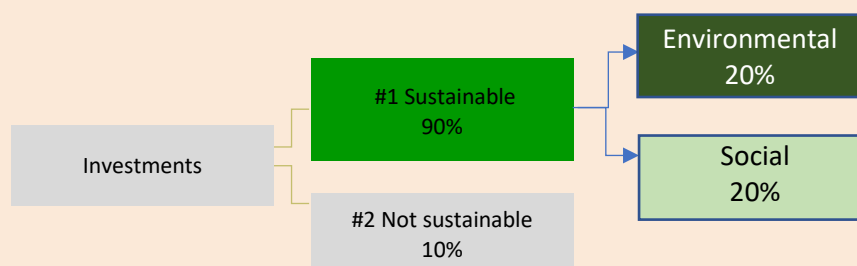 Investments
#1 Sustainable
90%
#2 Not sustainable
10%
Environmental
20%
Social
20%